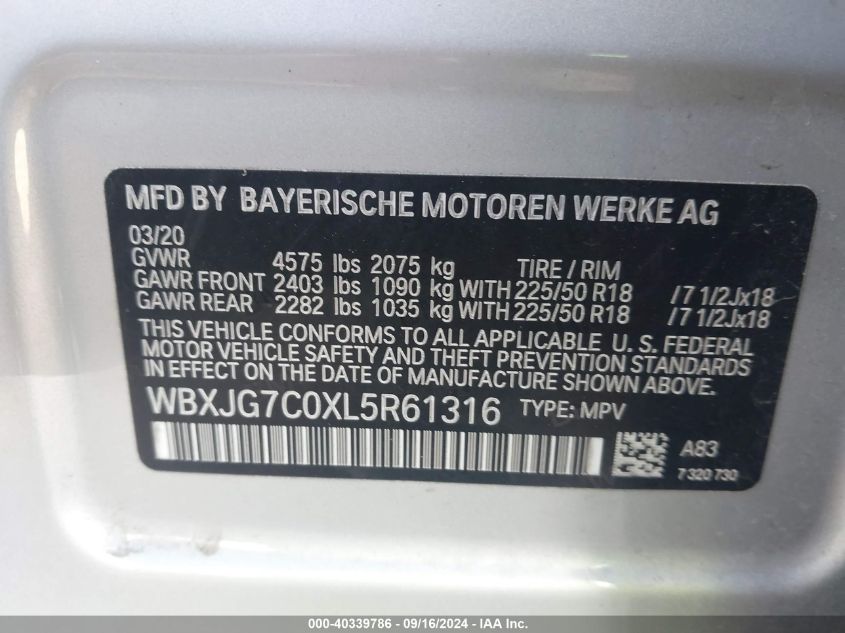 MFD BY BAYERISCHE MOTOREN WERKE AG
03/20
GVWR 4575 lbs 2075 kg TIRE / RIM
GAWR FRONT 2403 lbs 1090 kg WITH 225/50 R18 /7 1/2Jx18
GAWR REAR 2282 lbs 1035 kg WITH 225/50 R18 /7 1/2Jx18
THIS VEHICLE CONFORMS TO ALL APPLICABLE U. S. FEDERAL
MOTOR VEHICLE SAFETY AND THEFT PREVENTION STANDARDS
IN EFFECT ON THE DATE OF MANUFACTURE SHOWN ABOVE.
WBXJG7C0XL5R61316 TYPE: MPV
A83
7 320 730
000-40339786 - 09/16/2024 - IAA Inc.